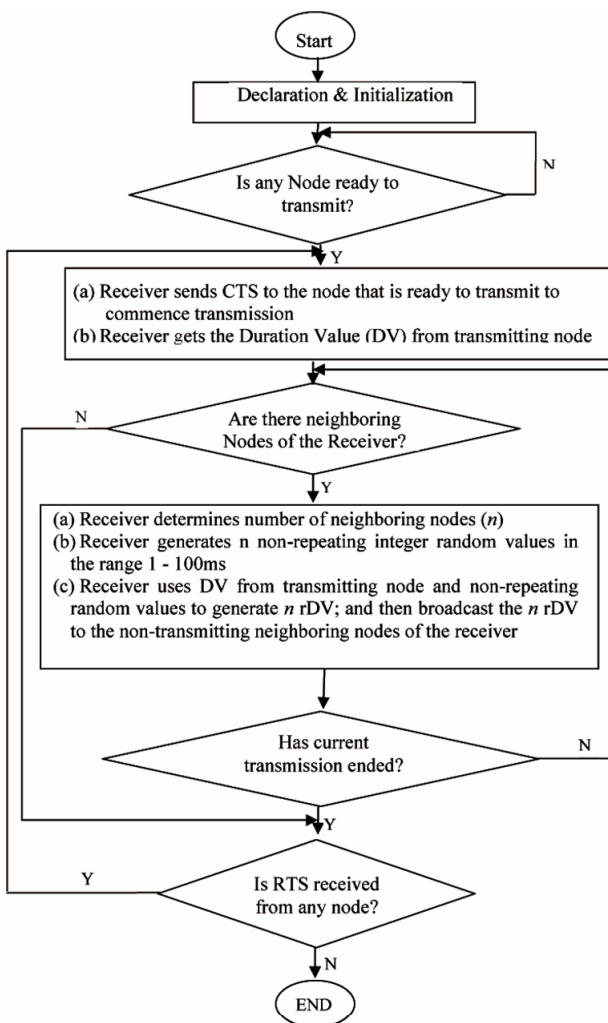 Start
Declaration & Initialization
N
Is any Node ready to
transmit?
Y
(a) Receiver sends CTS to the node that is ready to transmit to
commence transmission
(b) Receiver gets the Duration Value (DV) from transmitting node
N
Are there neighboring
Nodes of the Receiver?
Y
(a) Receiver determines number of neighboring nodes (n)
(b) Receiver generates n non-repeating integer random values in
the range 1 - 100ms
(c) Receiver uses DV from transmitting node and non-repeating
random values to generate n rDV; and then broadcast the n rDV
to the non-transmitting neighboring nodes of the receiver
Has current
transmission ended?
N
Y
Y
Is RTS received
from any node?
N
END